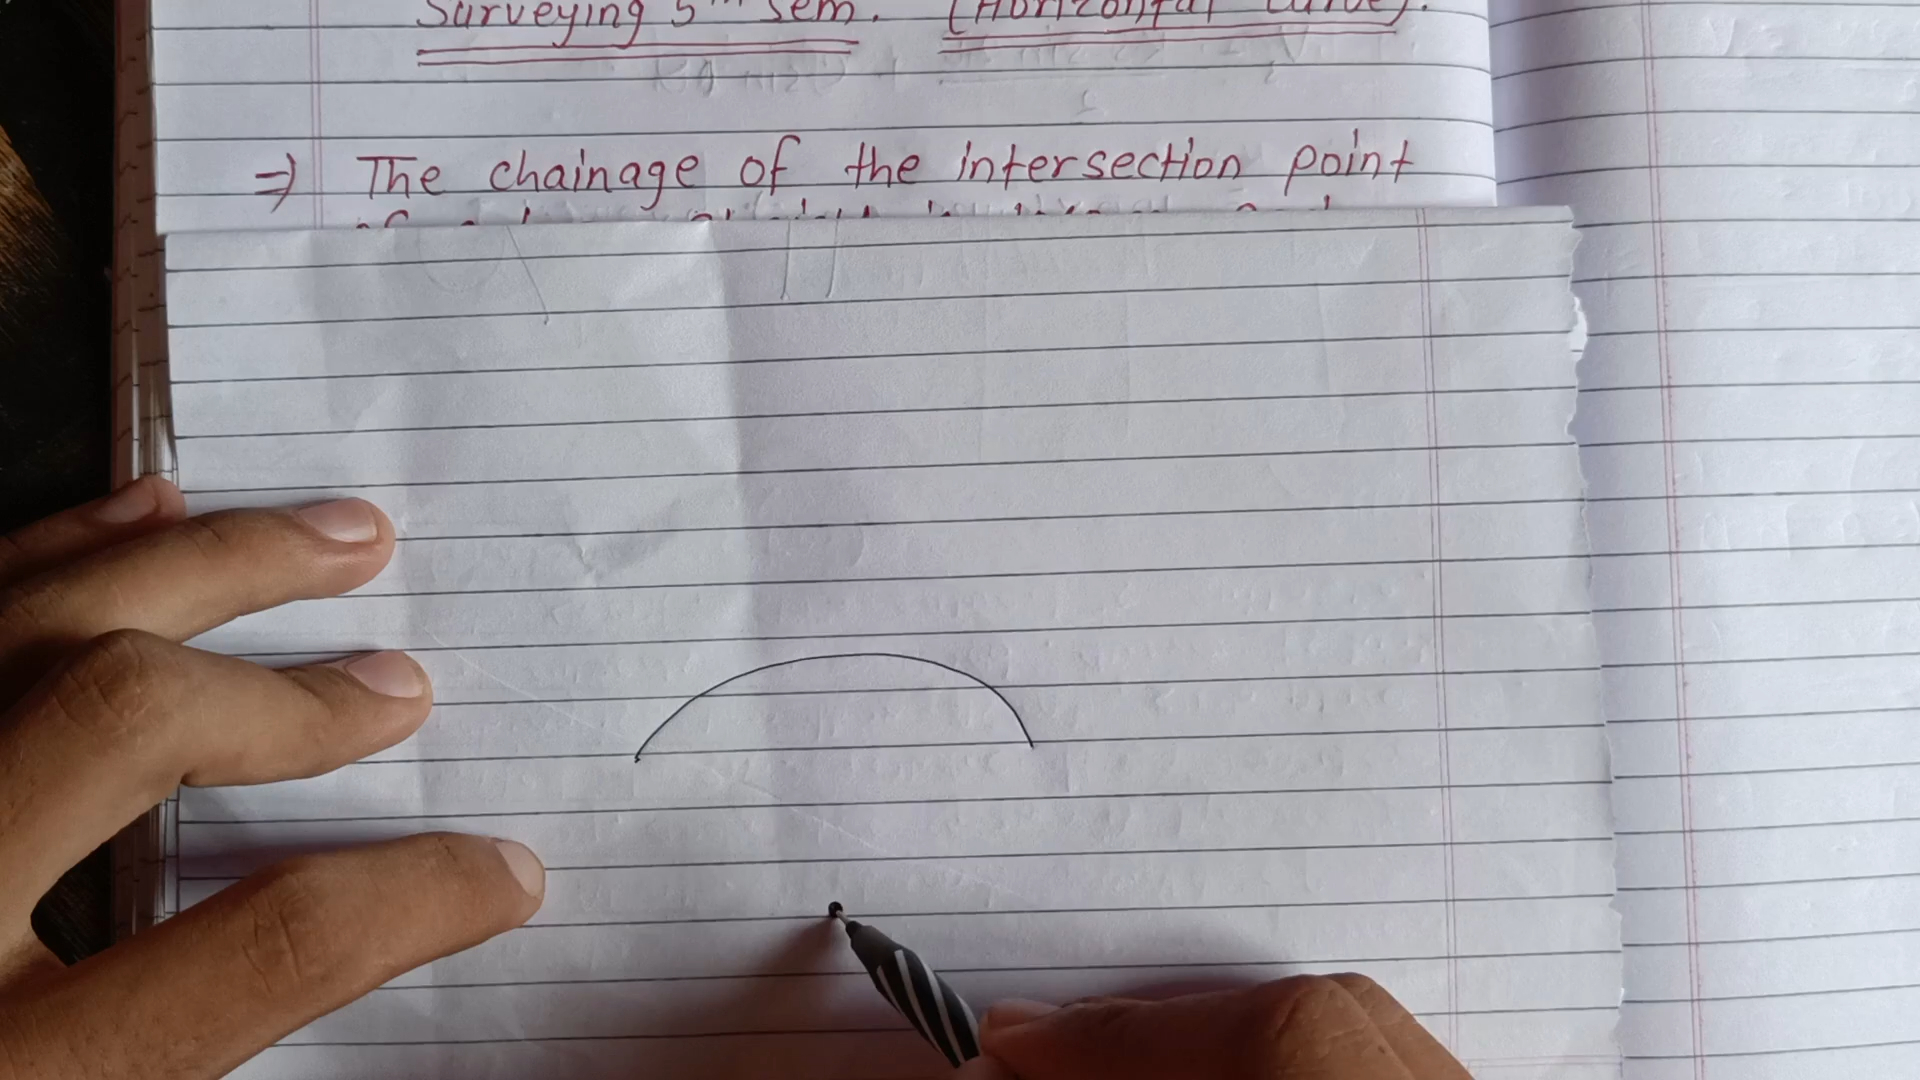 Surveying 5th sem. (Horizontal Curve).
⇒ The chainage of the intersection point